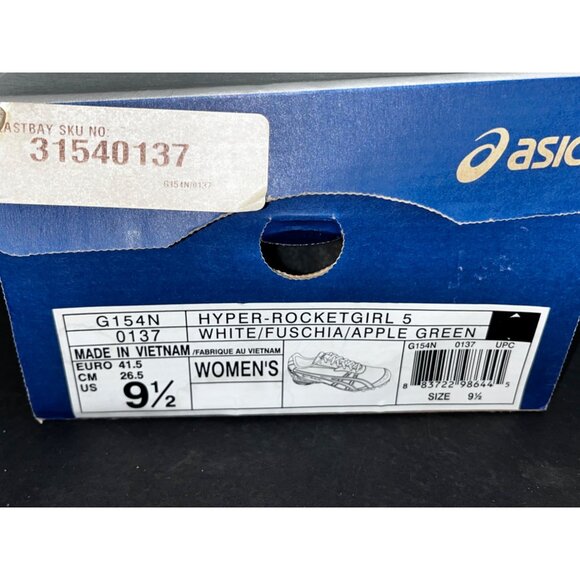 EASTBAY SKU NO:
31540137
G154N/0137
asics
G154N HYPER-ROCKETGIRL 5
0137 WHITE/FUSCHIA/APPLE GREEN
MADE IN VIETNAM /FABRIQUE AU VIETNAM
EURO 41.5
CM 26.5
US 9½
WOMEN'S
G154N 0137 UPC
8 83722 98644 5
SIZE 9½